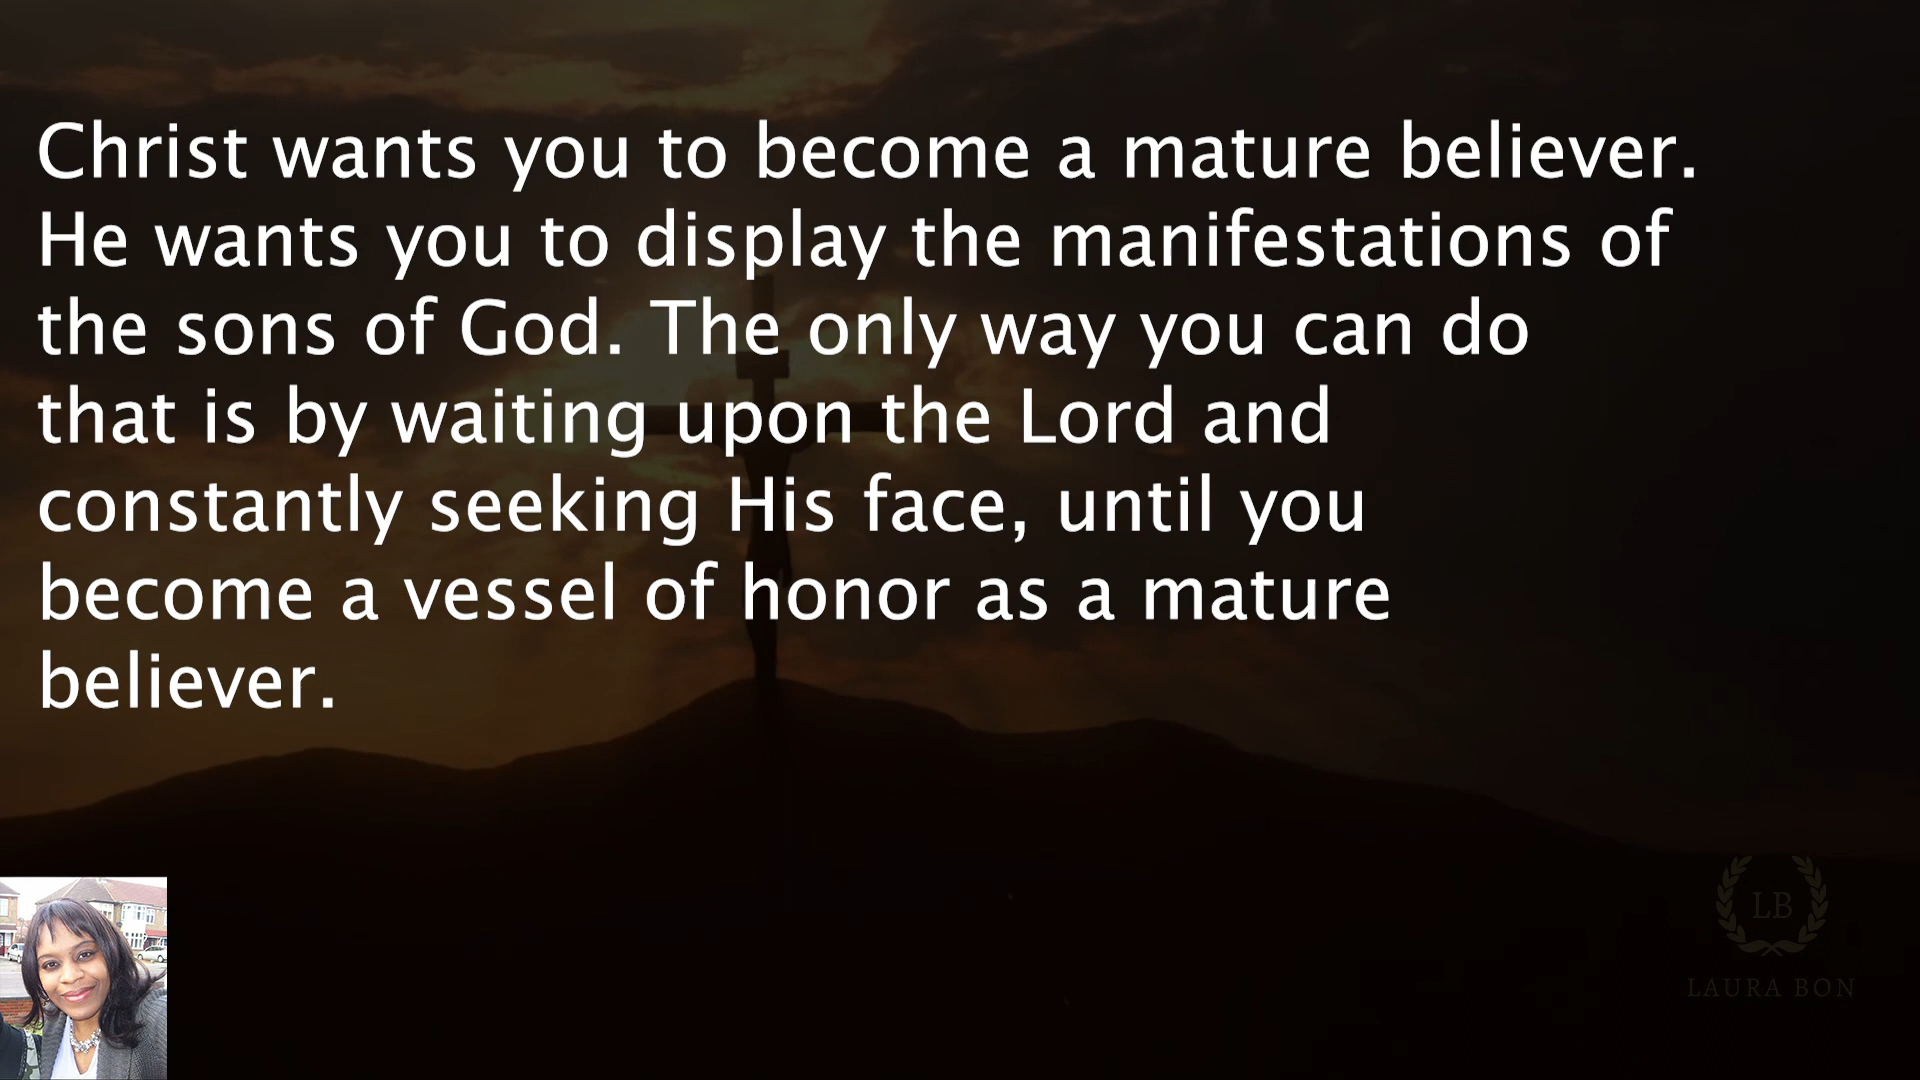 Christ wants you to become a mature believer.
He wants you to display the manifestations of
the sons of God. The only way you can do
that is by waiting upon the Lord and
constantly seeking His face, until you
become a vessel of honor as a mature
believer.
LB
LAURA BON